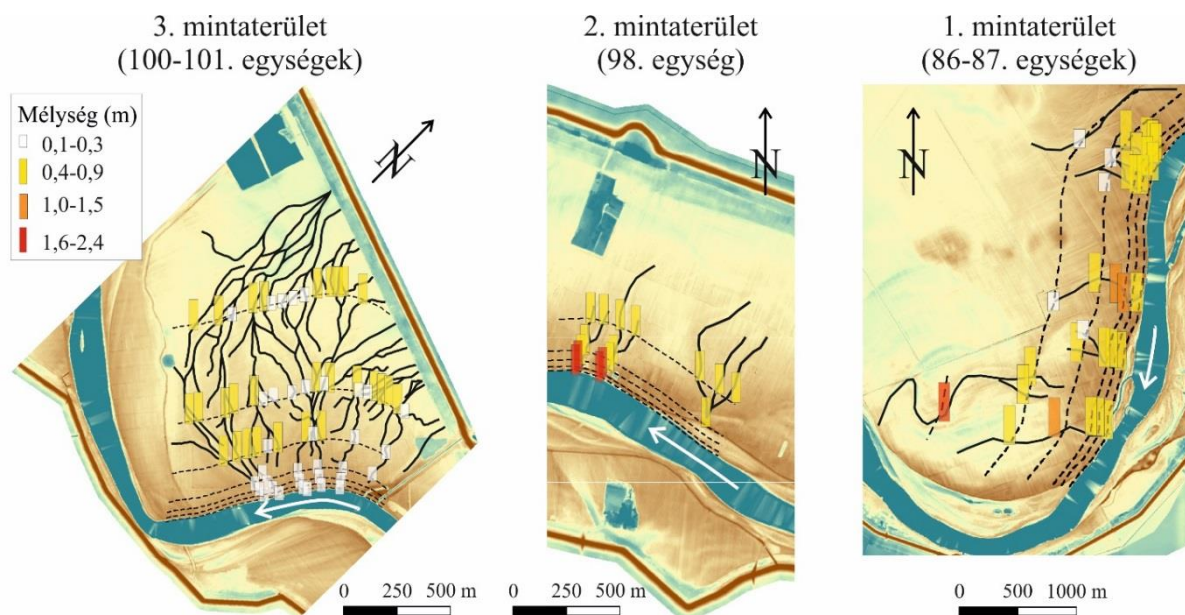 3. mintaterület
(100-101. egységek)
2. mintaterület
(98. egység)
1. mintaterület
(86-87. egységek)
Mélység (m)
0,1-0,3
0,4-0,9
1,0-1,5
1,6-2,4
N
N
N
0 250 500 m
0 250 500 m
0 500 1000 m